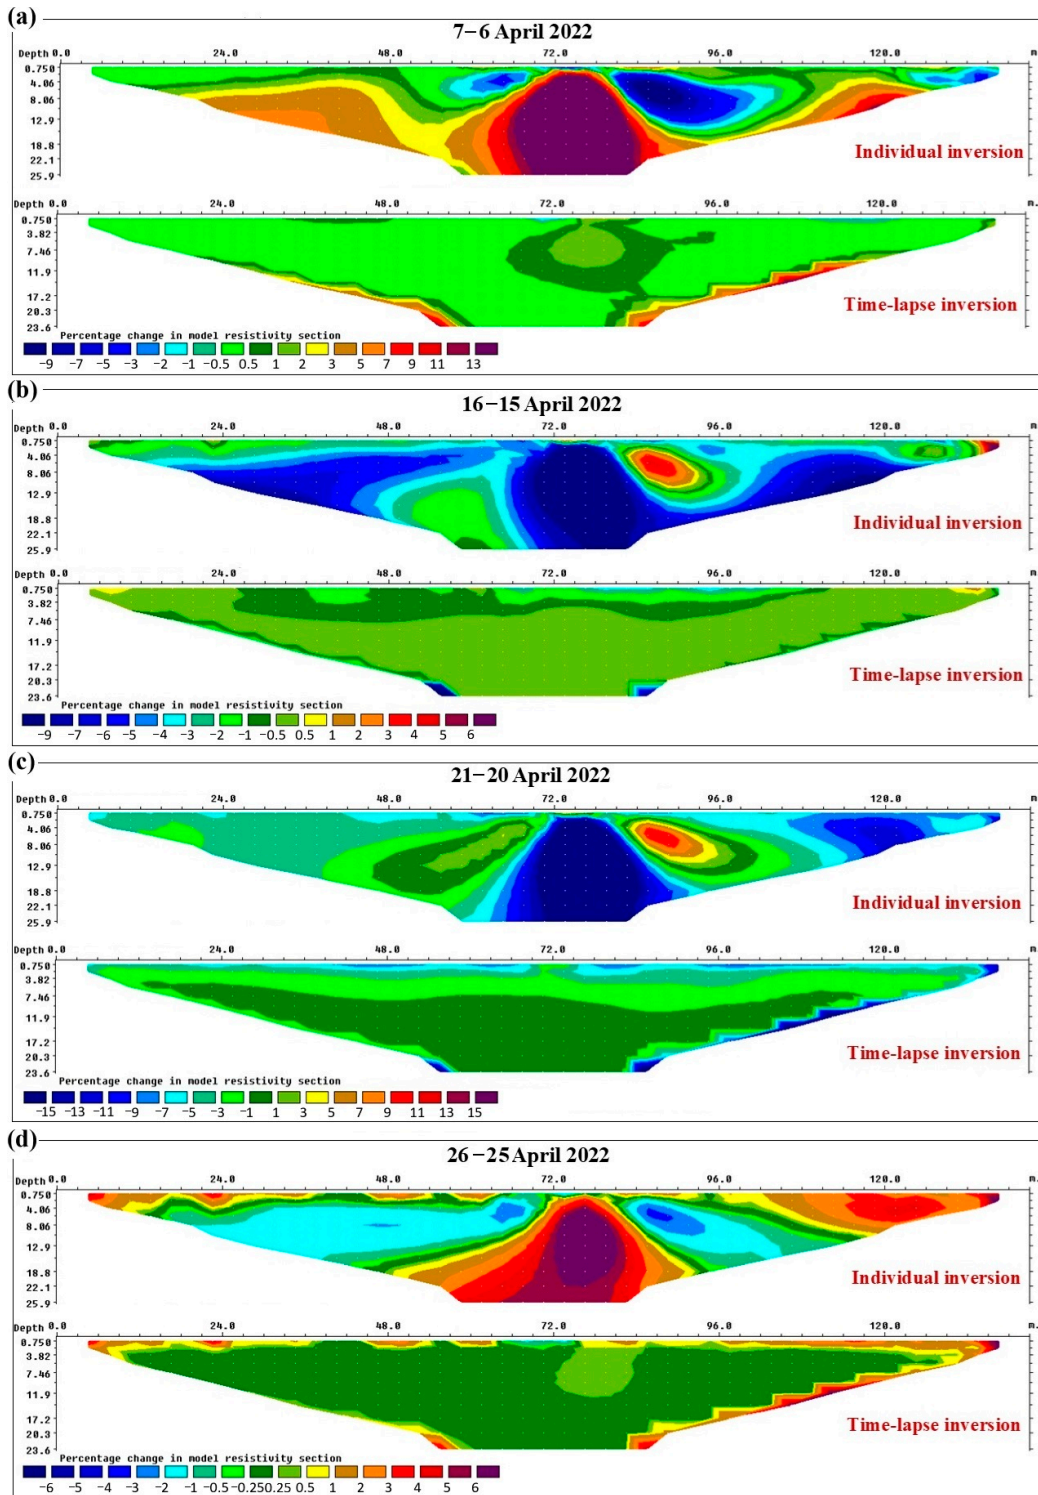 (a)
7−6 April 2022
Depth 0.0 24.0 48.0 72.0 96.0 120.0 m
0.750
4.06
8.06
12.9
18.8
22.1
25.9
Individual inversion
Depth 0.0 24.0 48.0 72.0 96.0 120.0 m.
0.750
3.82
7.46
11.9
17.2
20.3
23.6
Time-lapse inversion
Percentage change in model resistivity section
−9 −7 −5 −3 −2 −1 −0.5 0.5 1 2 3 5 7 9 11 13
(b)
16−15 April 2022
Depth 0.0 24.0 48.0 72.0 96.0 120.0 m.
0.750
4.06
8.06
12.9
18.8
22.1
25.9
Individual inversion
Depth 0.0 24.0 48.0 72.0 96.0 120.0 m.
0.750
3.82
7.46
11.9
17.2
20.3
23.6
Time-lapse inversion
Percentage change in model resistivity section
−9 −7 −6 −5 −4 −3 −2 −1 −0.5 0.5 1 2 3 4 5 6
(c)
21−20 April 2022
Depth 0.0 24.0 48.0 72.0 96.0 120.0 m.
0.750
4.06
8.06
12.9
18.8
22.1
25.9
Individual inversion
Depth 0.0 24.0 48.0 72.0 96.0 120.0 m
0.750
3.82
7.46
11.9
17.2
20.3
23.6
Time-lapse inversion
Percentage change in model resistivity section
−15 −13 −11 −9 −7 −5 −3 −1 1 3 5 7 9 11 13 15
(d)
26−25 April 2022
Depth 0.0 24.0 48.0 72.0 96.0 120.0 m.
0.750
4.06
8.06
12.9
18.8
22.1
25.9
Individual inversion
Depth 0.0 24.0 48.0 72.0 96.0 120.0 m.
0.750
3.82
7.46
11.9
17.2
20.3
23.6
Time-lapse inversion
Percentage change in model resistivity section
−6 −5 −4 −3 −2 −1 −0.5 −0.25 0.25 0.5 1 2 3 4 5 6